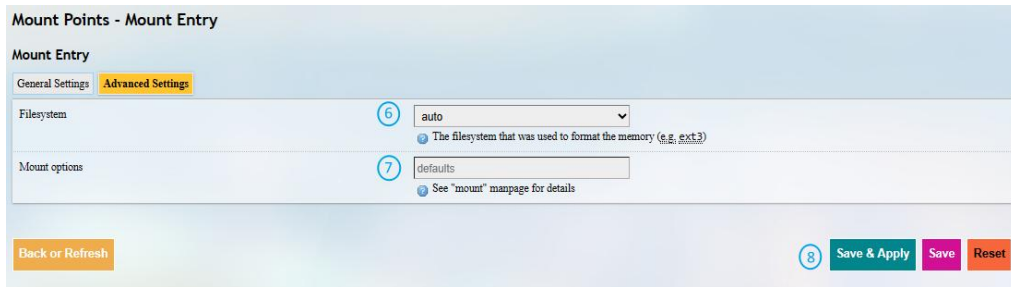 Mount Points - Mount Entry
Mount Entry
General Settings Advanced Settings
Filesystem 6 auto
The filesystem that was used to format the memory (e.g. ext3)
Mount options 7 defaults
See "mount" manpage for details
Back or Refresh 8 Save & Apply Save Reset